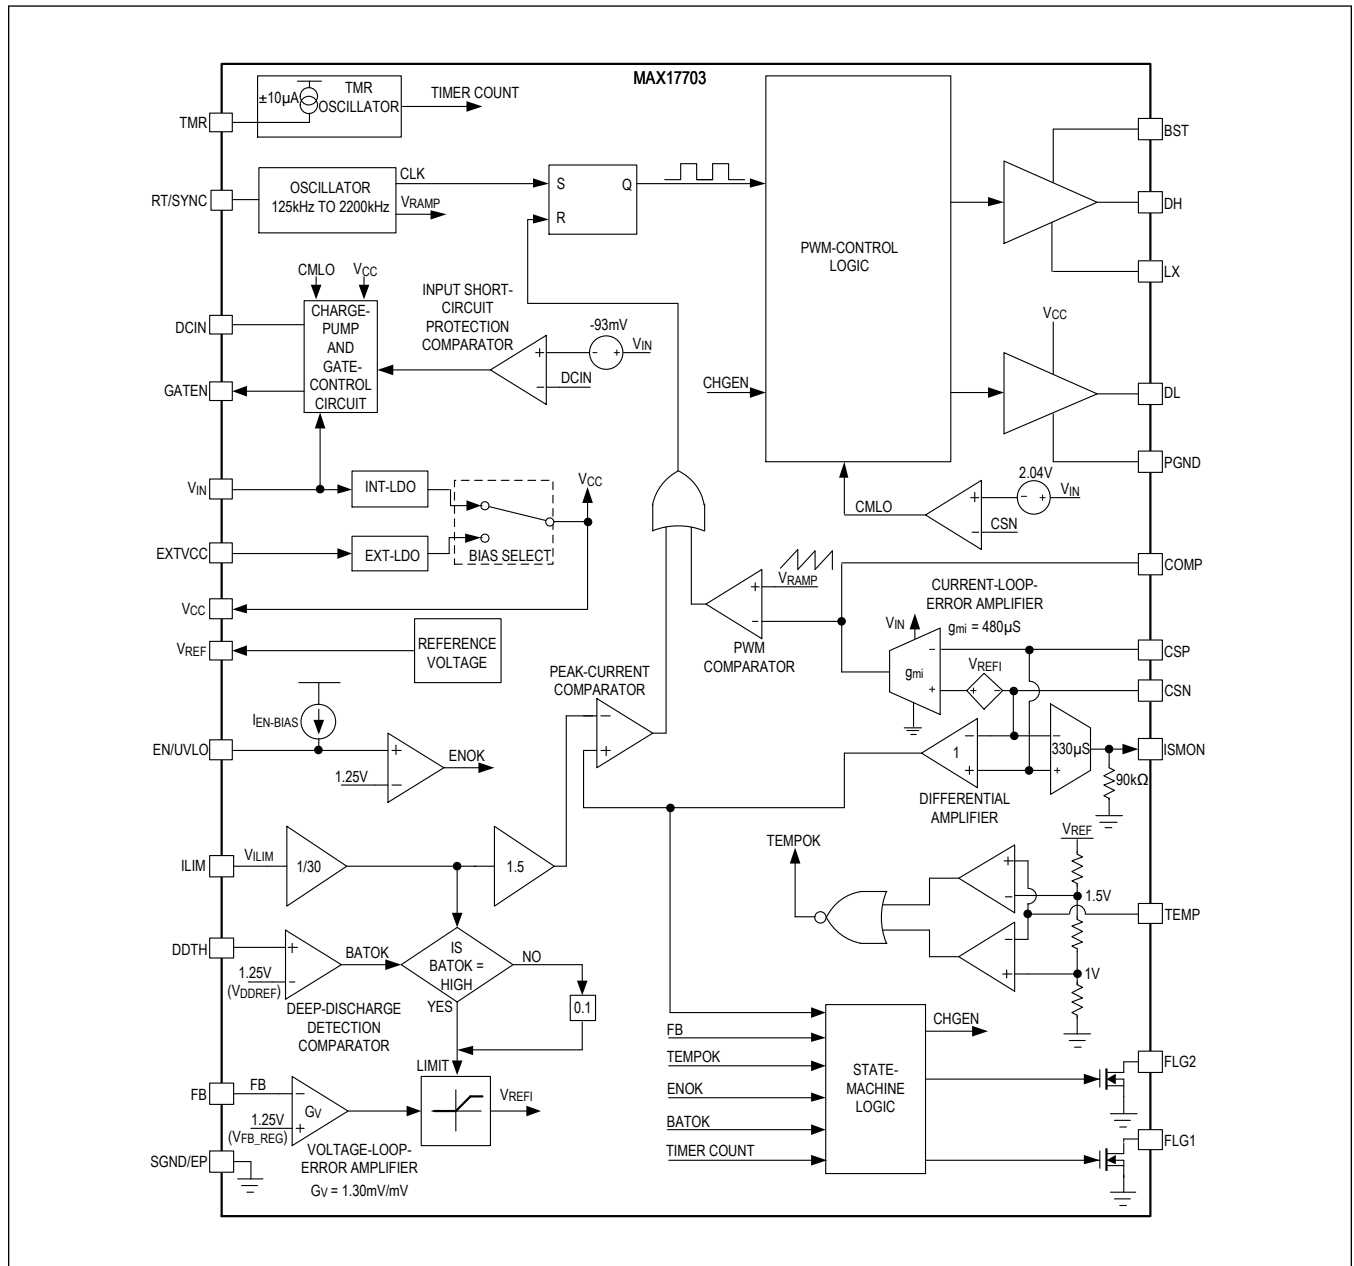 MAX17703
±10µA
TMR
OSCILLATOR
TIMER COUNT
TMR
BST
RT/SYNC
OSCILLATOR
125kHz TO 2200kHz
CLK
VRAMP
S
Q
R
PWM-CONTROL
LOGIC
DH
LX
CMLO
VCC
DCIN
CHARGE-
PUMP
AND
GATE-
CONTROL
CIRCUIT
GATEN
INPUT SHORT-
CIRCUIT
PROTECTION
COMPARATOR
-93mV
+
-
- +
VIN
DCIN
CHGEN
VCC
DL
PGND
VIN
INT-LDO
VCC
EXTVCC
EXT-LDO
BIAS SELECT
2.04V
VIN
+
-
- +
CSN
CMLO
VCC
VREF
REFERENCE
VOLTAGE
VRAMP
+
-
PWM
COMPARATOR
COMP
CURRENT-LOOP-
ERROR AMPLIFIER
gmi = 480µS
VIN
gmi
-
+
VREFI
+ -
CSP
CSN
PEAK-CURRENT
COMPARATOR
-
+
IEN-BIAS
EN/UVLO
+
-
1.25V
ENOK
1
-
+
-
+
330µS
ISMON
90kΩ
DIFFERENTIAL
AMPLIFIER
ILIM
VILIM
1/30
1.5
TEMPOK
VREF
+
-
1.5V
TEMP
-
+
1V
DDTH
+
-
1.25V
(VDDREF)
BATOK
IS
BATOK =
HIGH
NO
YES
0.1
DEEP-DISCHARGE
DETECTION
COMPARATOR
LIMIT
FB
FB
-
+
1.25V
(VFB_REG)
GV
VREFI
VOLTAGE-LOOP-
ERROR AMPLIFIER
GV = 1.30mV/mV
SGND/EP
FB
TEMPOK
ENOK
BATOK
TIMER COUNT
STATE-
MACHINE
LOGIC
CHGEN
FLG2
FLG1